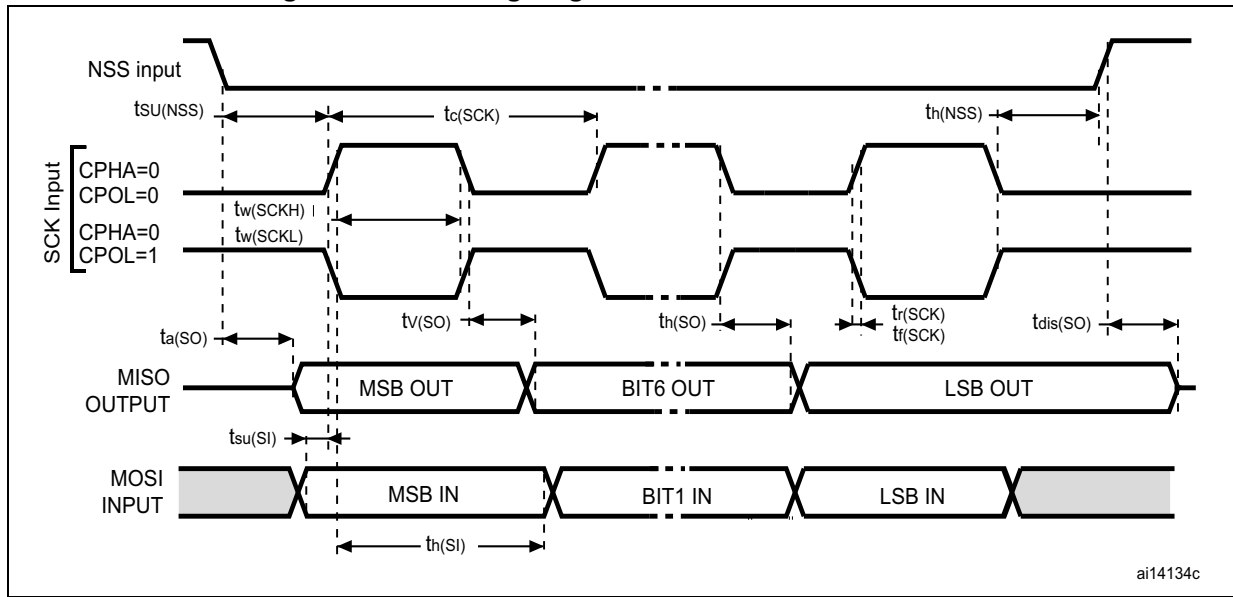 NSS input
tSU(NSS)
tc(SCK)
th(NSS)
SCK Input
CPHA=0
CPOL=0
tw(SCKH)
CPHA=0
tw(SCKL)
CPOL=1
tV(SO)
th(SO)
tr(SCK)
tf(SCK)
tdis(SO)
ta(SO)
MISO
OUTPUT
MSB OUT
BIT6 OUT
LSB OUT
tsu(SI)
MOSI
INPUT
MSB IN
BIT1 IN
LSB IN
th(SI)
ai14134c